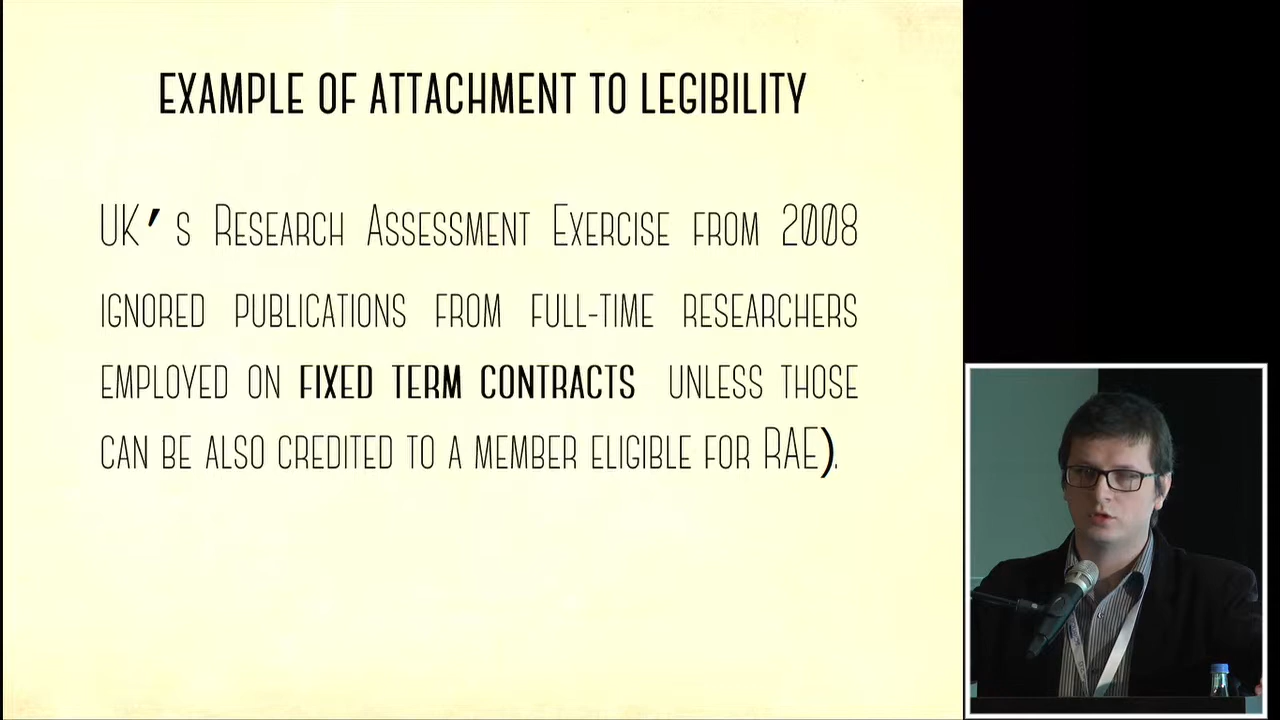 EXAMPLE OF ATTACHMENT TO LEGIBILITY
UK's Research Assessment Exercise from 2008
ignored publications from full-time researchers
employed on fixed term contracts unless those
can be also credited to a member eligible for RAE).